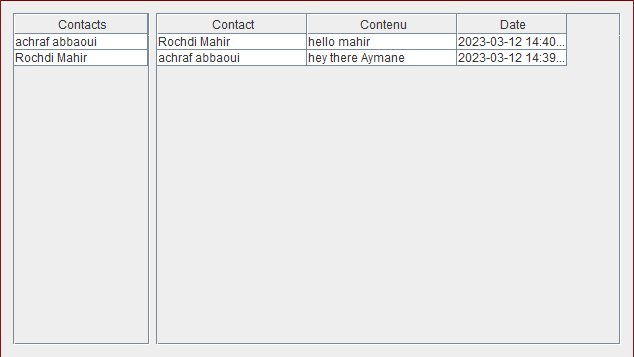 Contacts
achraf abbaoui
Rochdi Mahir
Contact Contenu Date
Rochdi Mahir hello mahir 2023-03-12 14:40...
achraf abbaoui hey there Aymane 2023-03-12 14:39...